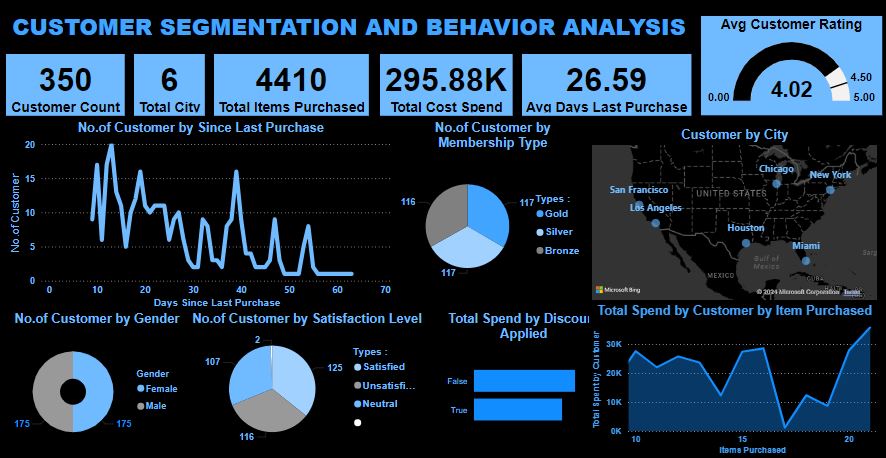 CUSTOMER SEGMENTATION AND BEHAVIOR ANALYSIS
Avg Customer Rating
0.00
4.02
4.50
5.00
350
Customer Count
6
Total City
4410
Total Items Purchased
295.88K
Total Cost Spend
26.59
Avg Days Last Purchase
No.of Customer by Since Last Purchase
No of Customer
20
15
10
5
0
0
10
20
30
40
50
60
70
Days Since Last Purchase
No.of Customer by
Membership Type
116
117
117
Types :
Gold
Silver
Bronze
Customer by City
Chicago
New York
San Francisco
UNITED STATES
Los Angeles
Houston
Miami
Gulf of
Mexico
MEXICO
CUBA
Sarg
HAITI
Microsoft Bing
© 2024 Microsoft Corporation Terms
No.of Customer by Gender
175
175
Gender
Female
Male
No.of Customer by Satisfaction Level
2
107
125
116
Types :
Satisfied
Unsatisfi...
Neutral
Total Spend by Discou
Applied
False
True
Total Spend by Customer by Item Purchased
Total Spent by Customer
30K
20K
10K
0K
10
15
20
Items Purchased